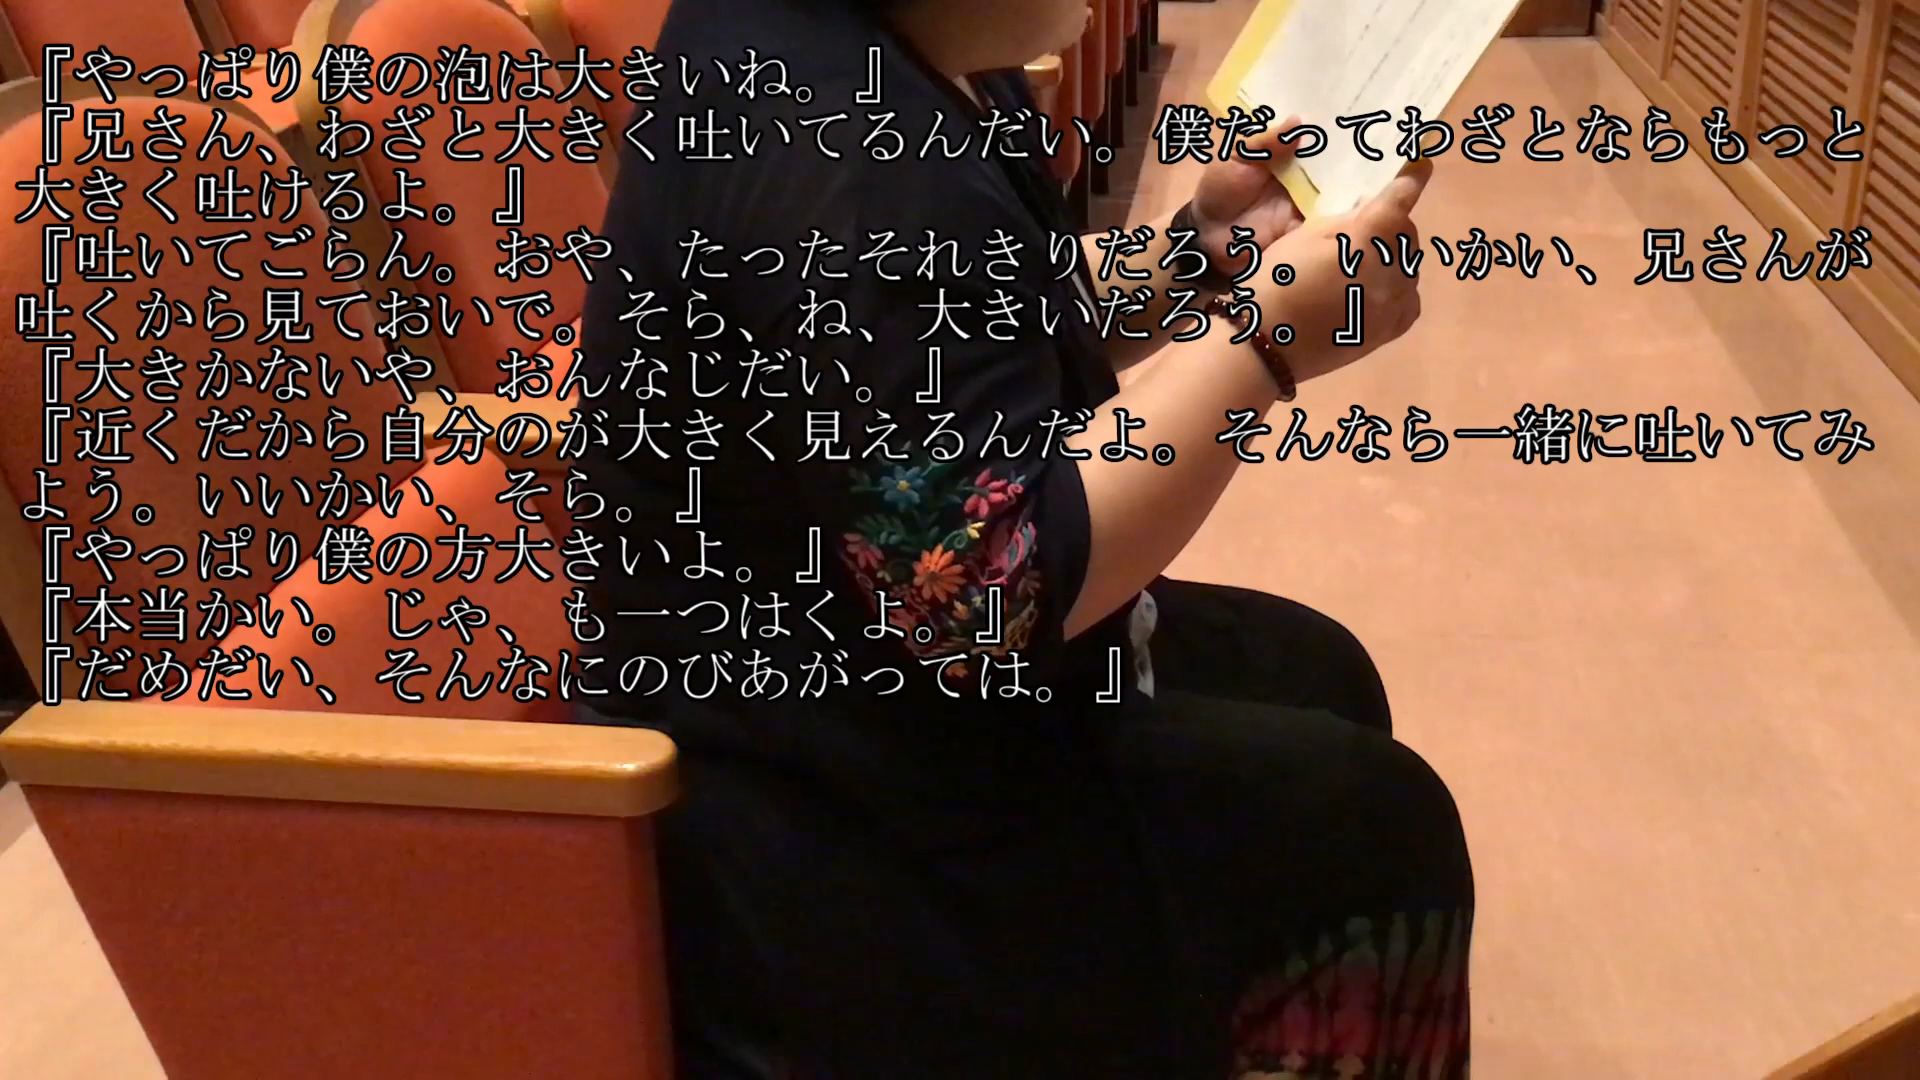 『やっぱり僕の泡は大きいね。』
『兄さん、わざと大きく吐いてるんだい。僕だってわざとならもっと
大きく吐けるよ。』
『吐いてごらん。おや、たったそれきりだろう。いいかい、兄さんが
吐くから見ておいで。そら、ね、大きいだろう。』
『大きかないや、おんなじだい。』
『近くだから自分のが大きく見えるんだよ。そんなら一緒に吐いてみ
よう。いいかい、そら。』
『やっぱり僕の方大きいよ。』
『本当かい。じゃ、も一つはくよ。』
『だめだい、そんなにのびあがっては。』